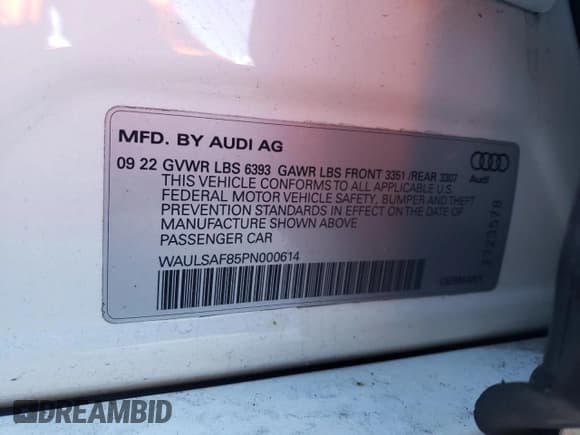 MFD. BY AUDI AG
09 22 GVWR LBS 6393 GAWR LBS FRONT 3351 /REAR 3307
THIS VEHICLE CONFORMS TO ALL APPLICABLE U.S.
FEDERAL MOTOR VEHICLE SAFETY, BUMPER AND THEFT
PREVENTION STANDARDS IN EFFECT ON THE DATE OF
MANUFACTURE SHOWN ABOVE
PASSENGER CAR
WAULSAF85PN000614
Audi
DREAMBID